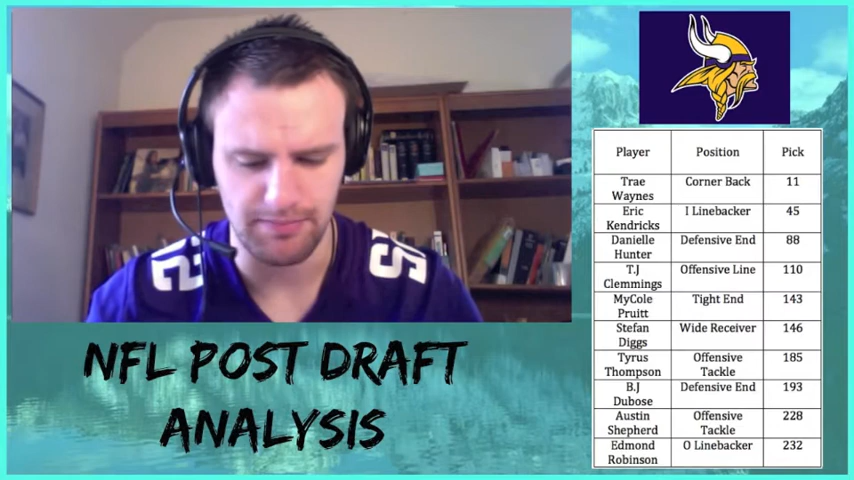 NFL POST DRAFT
ANALYSIS
Player Position Pick
Trae Waynes Corner Back 11
Eric Kendricks I Linebacker 45
Danielle Hunter Defensive End 88
T.J Clemmings Offensive Line 110
MyCole Pruitt Tight End 143
Stefan Diggs Wide Receiver 146
Tyrus Thompson Offensive Tackle 185
B.J Dubose Defensive End 193
Austin Shepherd Offensive Tackle 228
Edmond Robinson O Linebacker 232